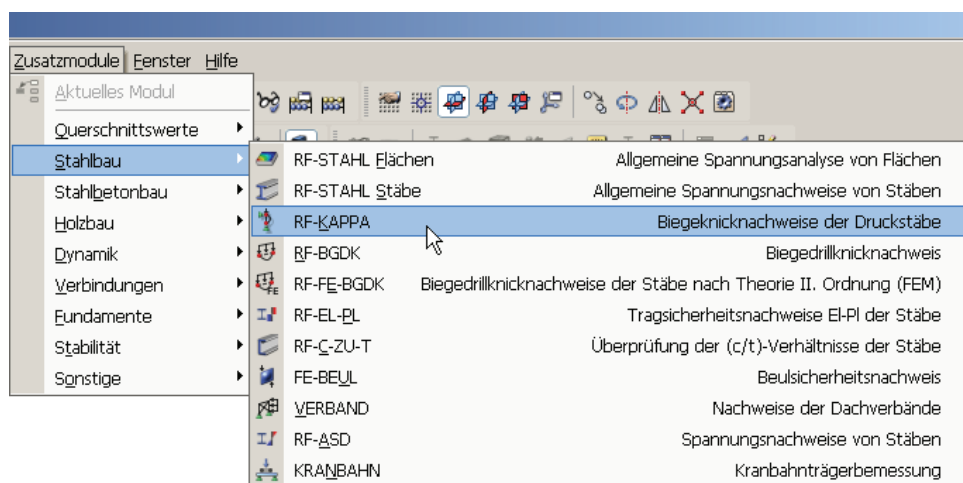 Zusatzmodule Fenster Hilfe
Aktuelles Modul
Querschnittswerte
Stahlbau
Stahlbetonbau
Holzbau
Dynamik
Verbindungen
Fundamente
Stabilität
Sonstige
RF-STAHL Flächen Allgemeine Spannungsanalyse von Flächen
RF-STAHL Stäbe Allgemeine Spannungsnachweise von Stäben
RF-KAPPA Biegeknicknachweise der Druckstäbe
RF-BGDK Biegedrillknicknachweis
RF-FE-BGDK Biegedrillknicknachweise der Stäbe nach Theorie II. Ordnung (FEM)
RF-EL-PL Tragsicherheitsnachweise El-Pl der Stäbe
RF-C-ZU-T Überprüfung der (c/t)-Verhältnisse der Stäbe
FE-BEUL Beulsicherheitsnachweis
VERBAND Nachweise der Dachverbände
RF-ASD Spannungsnachweise von Stäben
KRANBAHN Kranbahnträgerbemessung